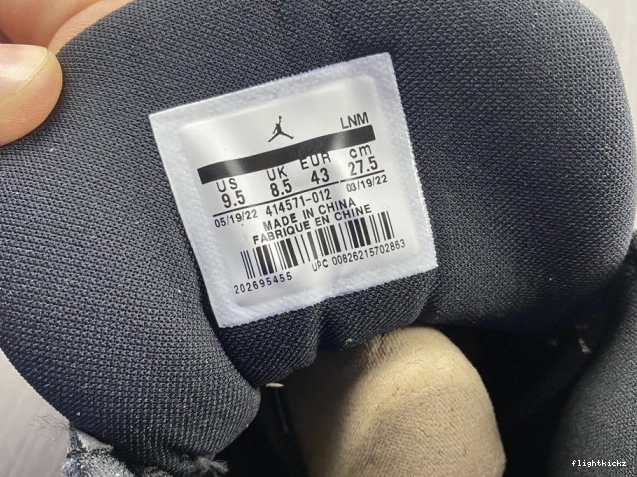 LNM
US UK EUR cm
9.5 8.5 43 27.5
05/19/22 414571-012 03/19/22
MADE IN CHINA
FABRIQUE EN CHINE
202695455 UPC 00826215702863
flightkickz